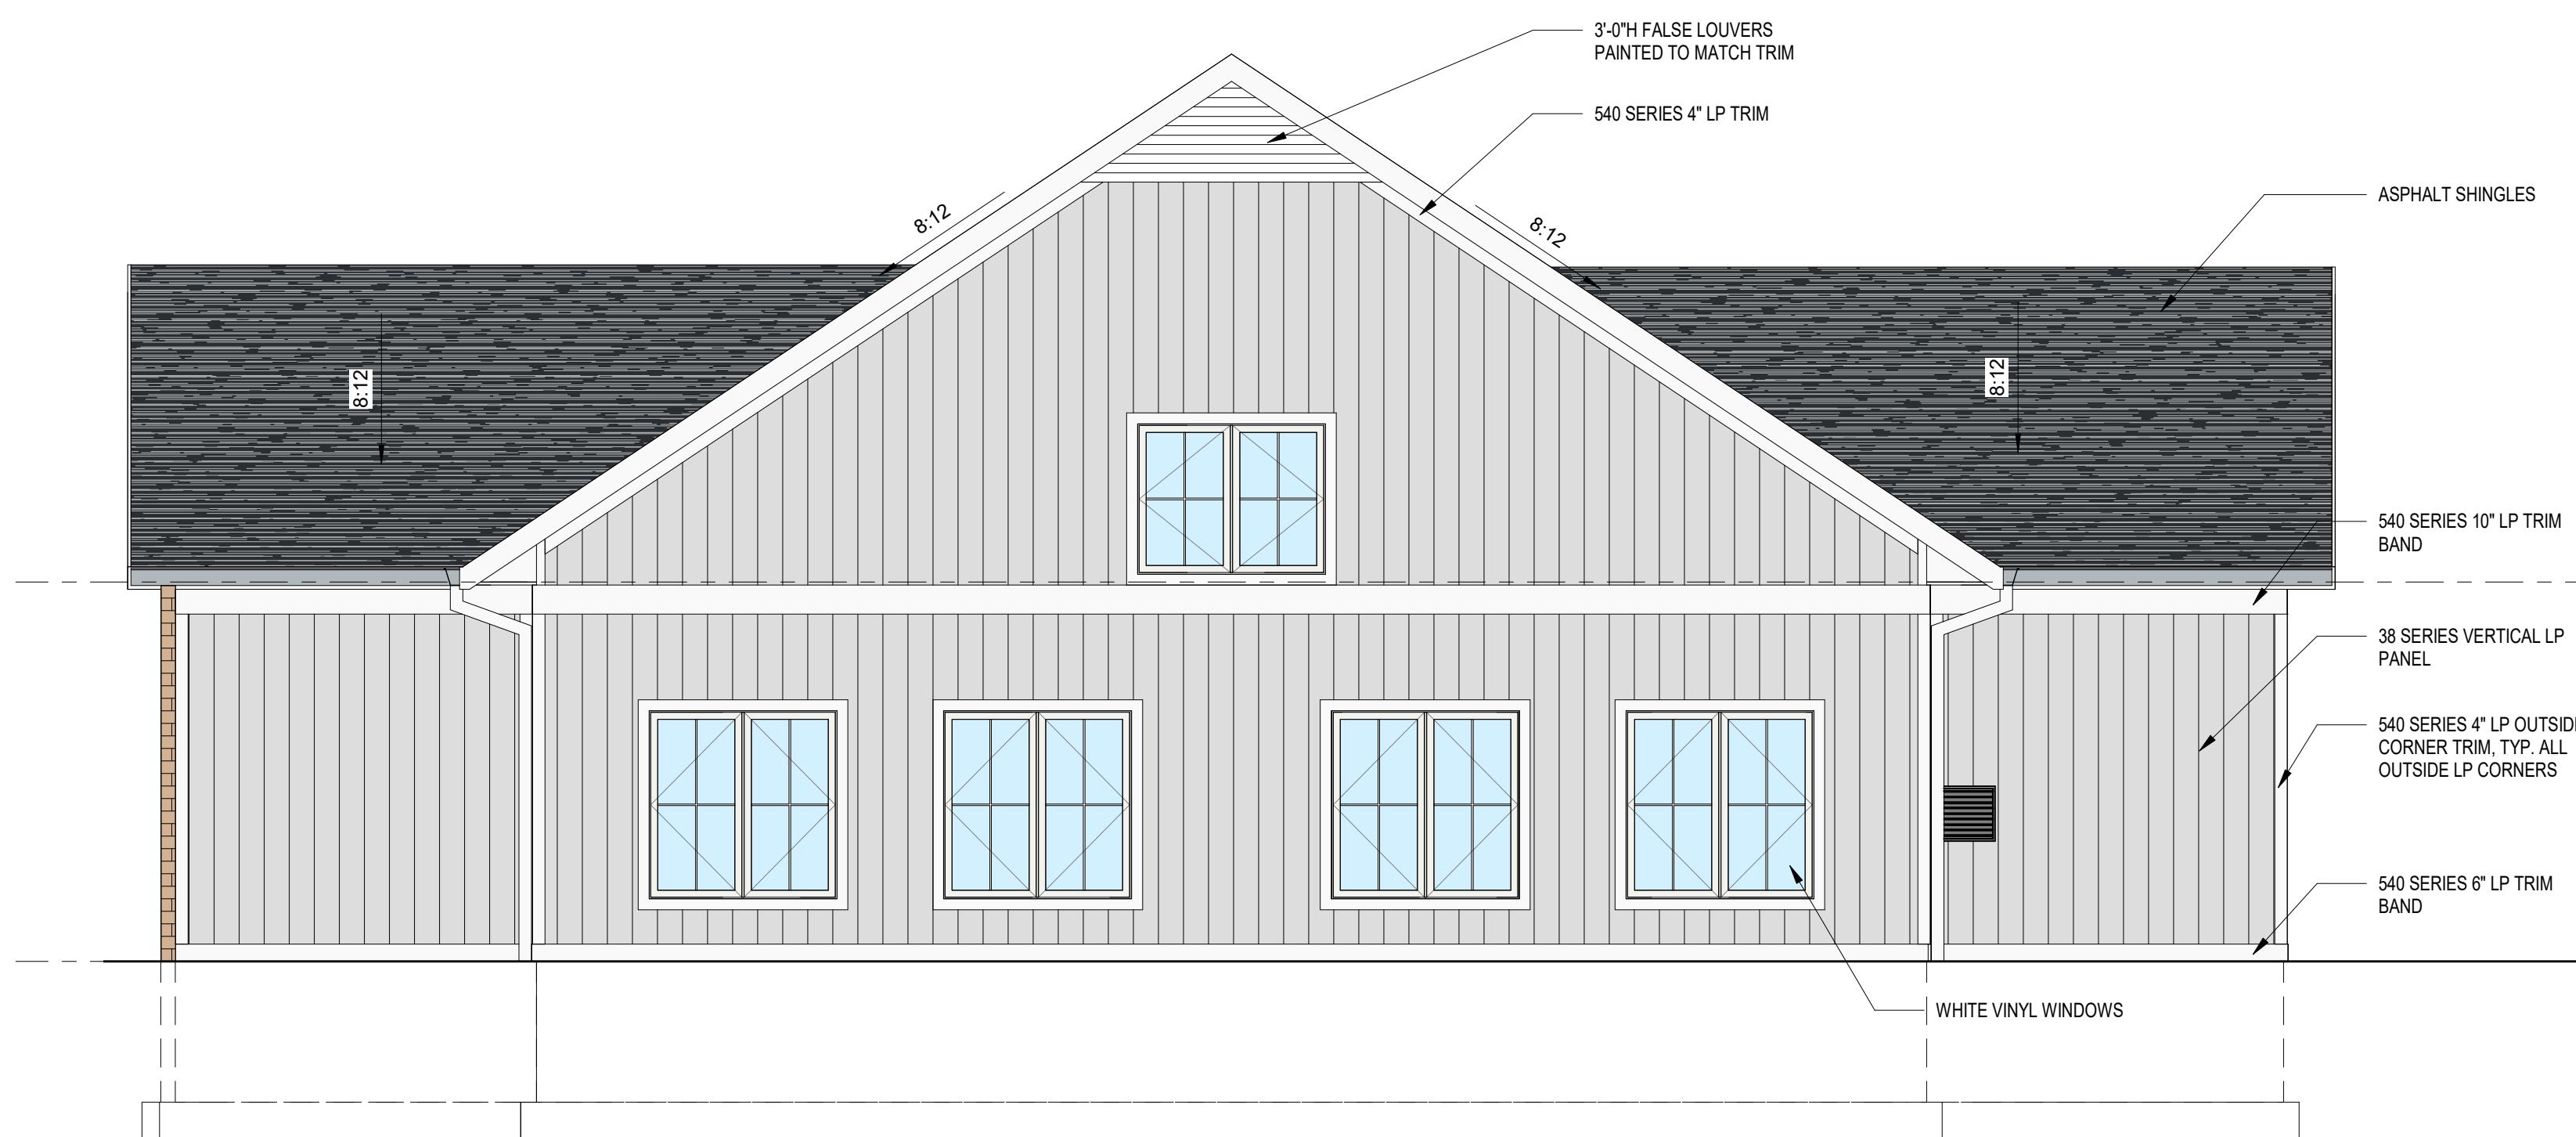 3'-0"H FALSE LOUVERS
PAINTED TO MATCH TRIM
540 SERIES 4" LP TRIM
ASPHALT SHINGLES
8:12
8:12
8:12
8:12
540 SERIES 10" LP TRIM
BAND
38 SERIES VERTICAL LP
PANEL
540 SERIES 4" LP OUTSID
CORNER TRIM, TYP. ALL
OUTSIDE LP CORNERS
540 SERIES 6" LP TRIM
BAND
WHITE VINYL WINDOWS